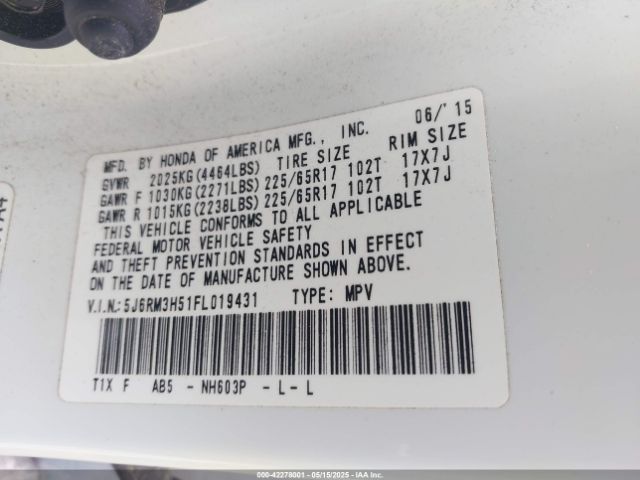 MFD. BY HONDA OF AMERICA MFG., INC. 06/'15
GVWR 2025KG(4464LBS) TIRE SIZE RIM SIZE
GAWR F 1030KG(2271LBS) 225/65R17 102T 17X7J
GAWR R 1015KG(2238LBS) 225/65R17 102T 17X7J
THIS VEHICLE CONFORMS TO ALL APPLICABLE
FEDERAL MOTOR VEHICLE SAFETY
AND THEFT PREVENTION STANDARDS IN EFFECT
ON THE DATE OF MANUFACTURE SHOWN ABOVE.
V.I.N.:5J6RM3H51FL019431 TYPE: MPV
T1X F AB5 - NH603P - L - L
000-42278001 - 05/15/2025 - IAA Inc.